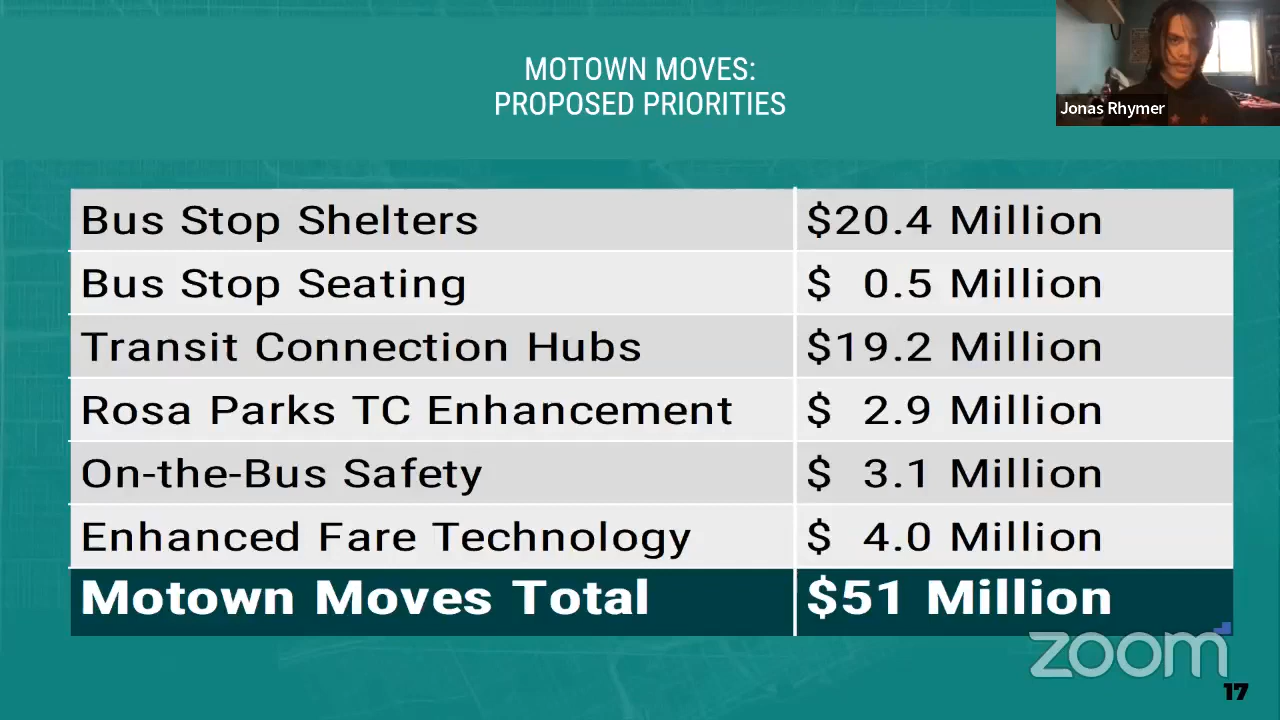 MOTOWN MOVES:
PROPOSED PRIORITIES
Jonas Rhymer
Bus Stop Shelters $20.4 Million
Bus Stop Seating $ 0.5 Million
Transit Connection Hubs $19.2 Million
Rosa Parks TC Enhancement $ 2.9 Million
On-the-Bus Safety $ 3.1 Million
Enhanced Fare Technology $ 4.0 Million
Motown Moves Total $51 Million
zoom
17